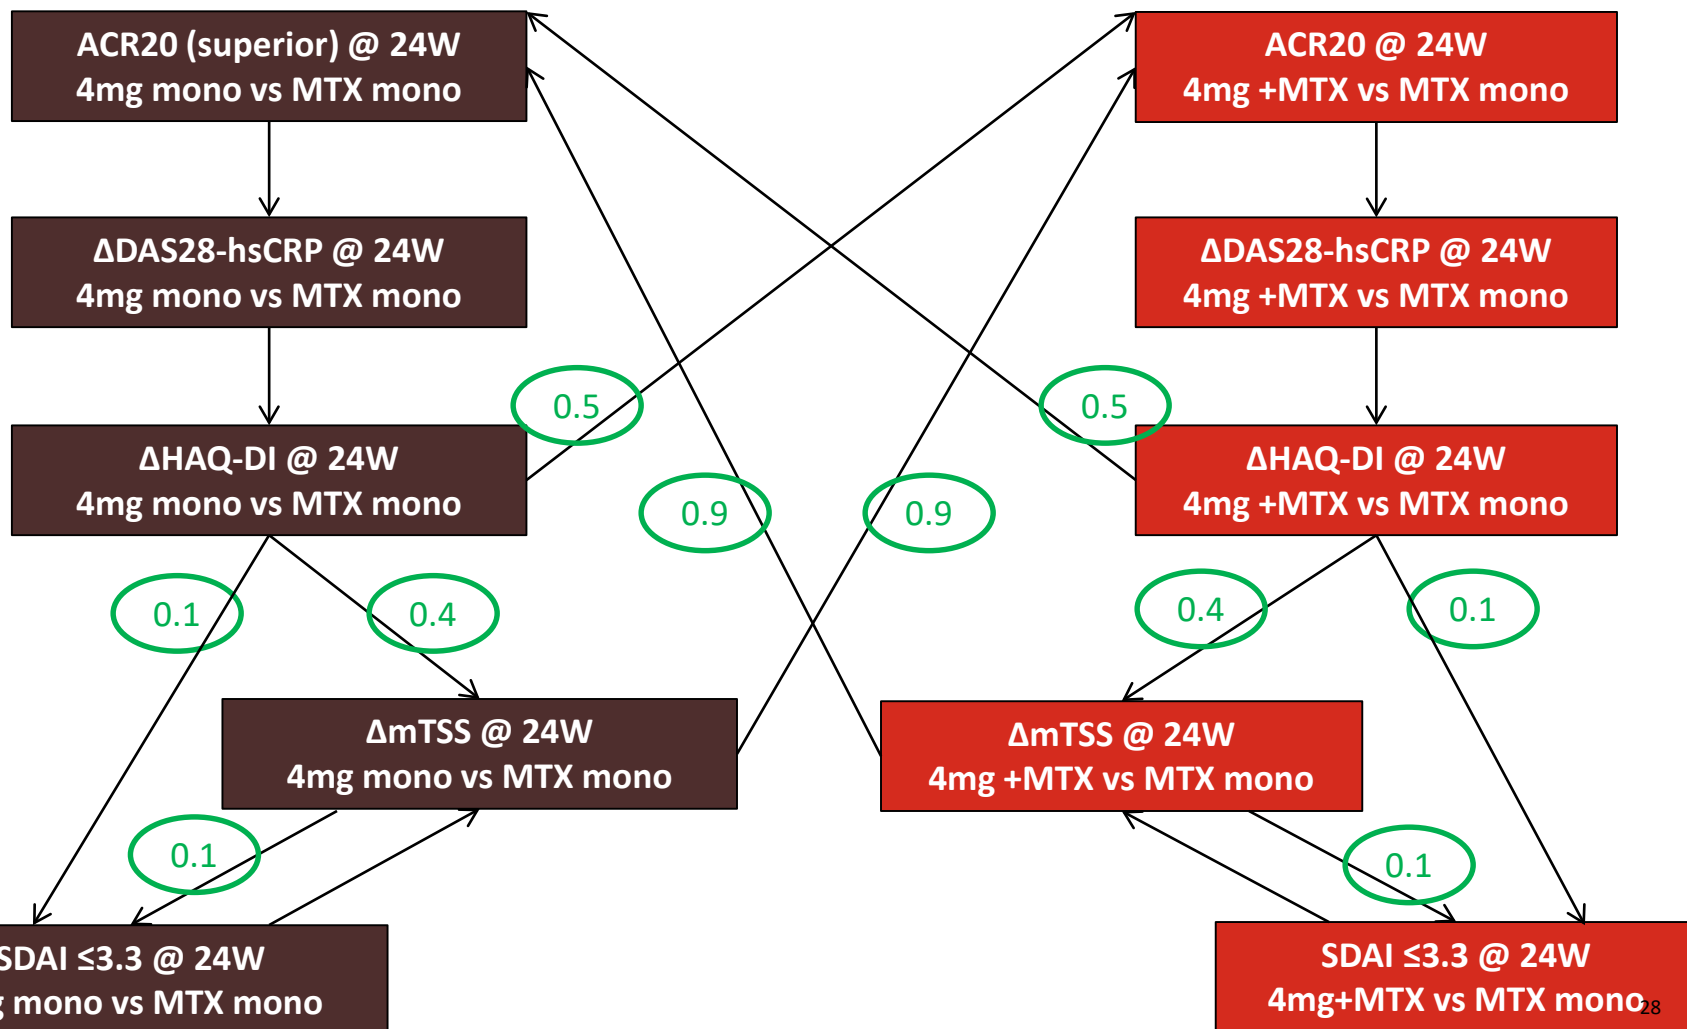 ACR20 (superior) @ 24W
4mg mono vs MTX mono
ACR20 @ 24W
4mg +MTX vs MTX mono
ΔDAS28-hsCRP @ 24W
4mg mono vs MTX mono
ΔDAS28-hsCRP @ 24W
4mg +MTX vs MTX mono
0.5
0.5
ΔHAQ-DI @ 24W
4mg mono vs MTX mono
ΔHAQ-DI @ 24W
4mg +MTX vs MTX mono
0.9
0.9
0.1
0.4
0.4
0.1
ΔmTSS @ 24W
4mg mono vs MTX mono
ΔmTSS @ 24W
4mg +MTX vs MTX mono
0.1
0.1
SDAI ≤3.3 @ 24W
mono vs MTX mono
SDAI ≤3.3 @ 24W
4mg+MTX vs MTX mono
28